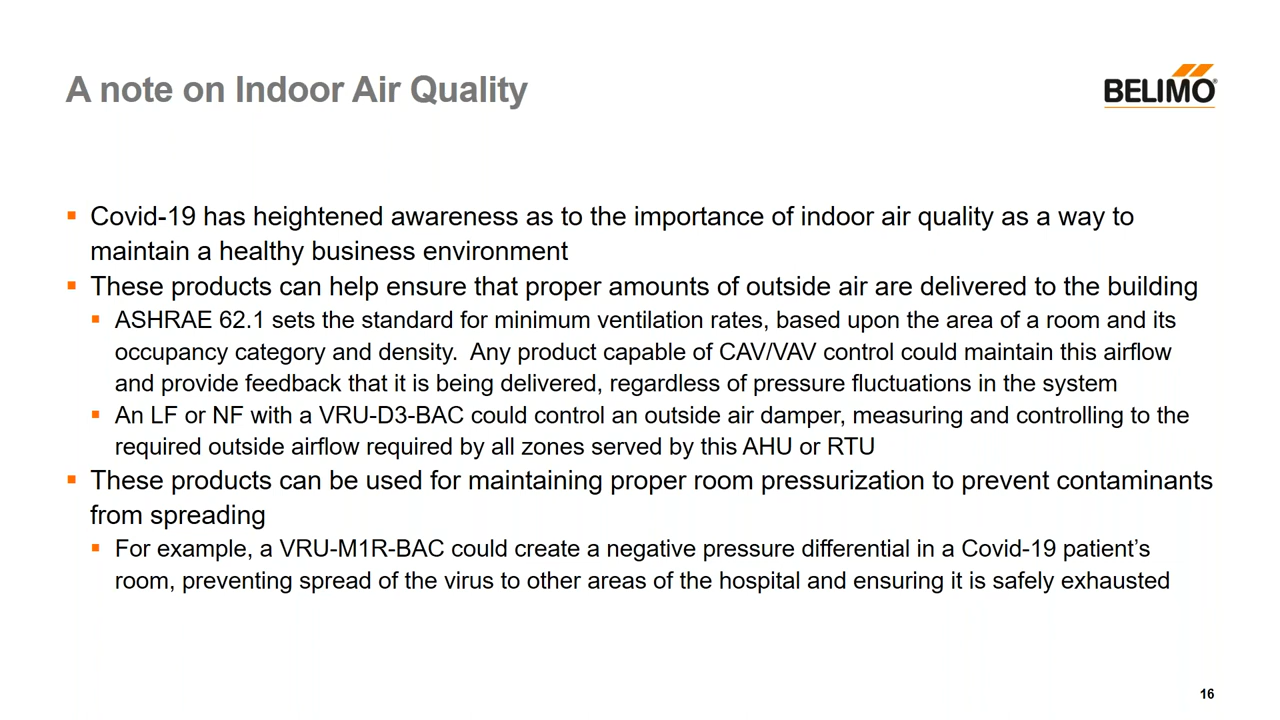 A note on Indoor Air Quality
BELIMO®
▪ Covid-19 has heightened awareness as to the importance of indoor air quality as a way to
maintain a healthy business environment
▪ These products can help ensure that proper amounts of outside air are delivered to the building
▪ ASHRAE 62.1 sets the standard for minimum ventilation rates, based upon the area of a room and its
occupancy category and density.  Any product capable of CAV/VAV control could maintain this airflow
and provide feedback that it is being delivered, regardless of pressure fluctuations in the system
▪ An LF or NF with a VRU-D3-BAC could control an outside air damper, measuring and controlling to the
required outside airflow required by all zones served by this AHU or RTU
▪ These products can be used for maintaining proper room pressurization to prevent contaminants
from spreading
▪ For example, a VRU-M1R-BAC could create a negative pressure differential in a Covid-19 patient’s
room, preventing spread of the virus to other areas of the hospital and ensuring it is safely exhausted
16